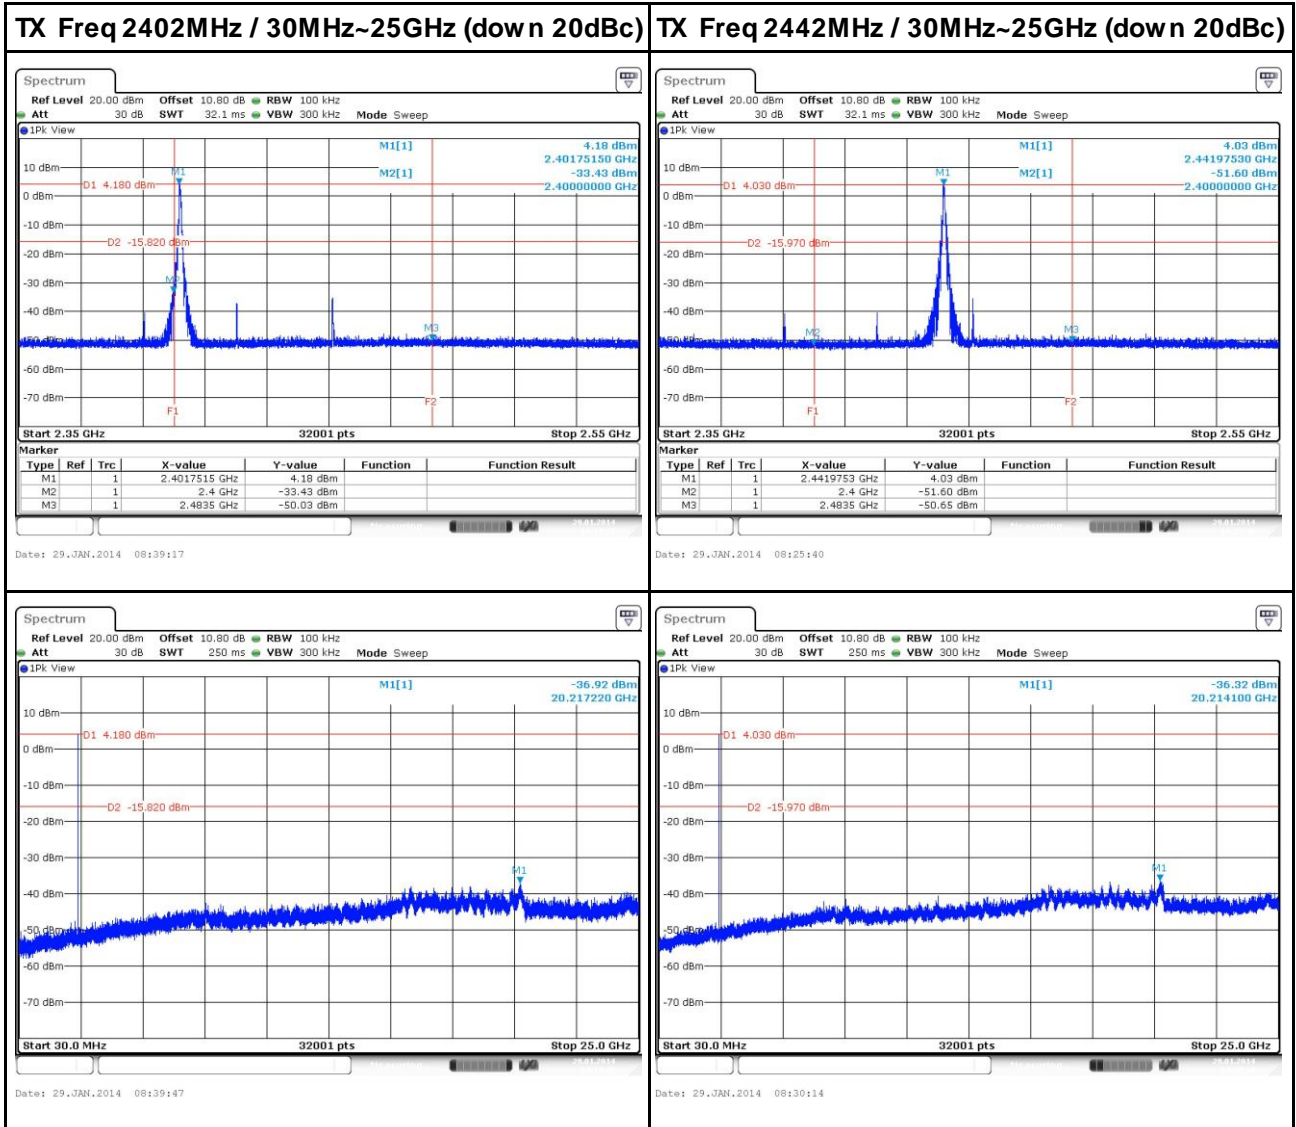 TX Freq 2402MHz / 30MHz~25GHz (down 20dBc)
TX Freq 2442MHz / 30MHz~25GHz (down 20dBc)
Spectrum
Ref Level 20.00 dBm Offset 10.80 dB RBW 100 kHz
Att 30 dB SWT 32.1 ms VBW 300 kHz Mode Sweep
1Pk View
M1[1] 4.18 dBm
2.40175150 GHz
M2[1] -33.43 dBm
2.40000000 GHz
10 dBm
M1
D1 4.180 dBm
0 dBm
-10 dBm
D2 -15.820 dBm
-20 dBm
M2
-30 dBm
-40 dBm
M3
-50 dBm
-60 dBm
-70 dBm
F1
F2
Start 2.35 GHz 32001 pts Stop 2.55 GHz
Marker
Type Ref Trc X-value Y-value Function Function Result
M1 1 2.4017515 GHz 4.18 dBm
M2 1 2.4 GHz -33.43 dBm
M3 1 2.4835 GHz -50.03 dBm
Measuring
29.01.2014
Date: 29.JAN.2014 08:39:17
Spectrum
Ref Level 20.00 dBm Offset 10.80 dB RBW 100 kHz
Att 30 dB SWT 32.1 ms VBW 300 kHz Mode Sweep
1Pk View
M1[1] 4.03 dBm
2.44197530 GHz
M2[1] -51.60 dBm
2.40000000 GHz
10 dBm
M1
D1 4.030 dBm
0 dBm
-10 dBm
D2 -15.970 dBm
-20 dBm
-30 dBm
-40 dBm
M2
M3
-50 dBm
-60 dBm
-70 dBm
F1
F2
Start 2.35 GHz 32001 pts Stop 2.55 GHz
Marker
Type Ref Trc X-value Y-value Function Function Result
M1 1 2.4419753 GHz 4.03 dBm
M2 1 2.4 GHz -51.60 dBm
M3 1 2.4835 GHz -50.65 dBm
Measuring
29.01.2014
Date: 29.JAN.2014 08:25:40
Spectrum
Ref Level 20.00 dBm Offset 10.80 dB RBW 100 kHz
Att 30 dB SWT 250 ms VBW 300 kHz Mode Sweep
1Pk View
M1[1] -36.92 dBm
20.217220 GHz
10 dBm
D1 4.180 dBm
0 dBm
-10 dBm
D2 -15.820 dBm
-20 dBm
-30 dBm
M1
-40 dBm
-50 dBm
-60 dBm
-70 dBm
Start 30.0 MHz 32001 pts Stop 25.0 GHz
Date: 29.JAN.2014 08:39:47
Spectrum
Ref Level 20.00 dBm Offset 10.80 dB RBW 100 kHz
Att 30 dB SWT 250 ms VBW 300 kHz Mode Sweep
1Pk View
M1[1] -36.32 dBm
20.214100 GHz
10 dBm
D1 4.030 dBm
0 dBm
-10 dBm
D2 -15.970 dBm
-20 dBm
-30 dBm
M1
-40 dBm
-50 dBm
-60 dBm
-70 dBm
Start 30.0 MHz 32001 pts Stop 25.0 GHz
Date: 29.JAN.2014 08:30:14